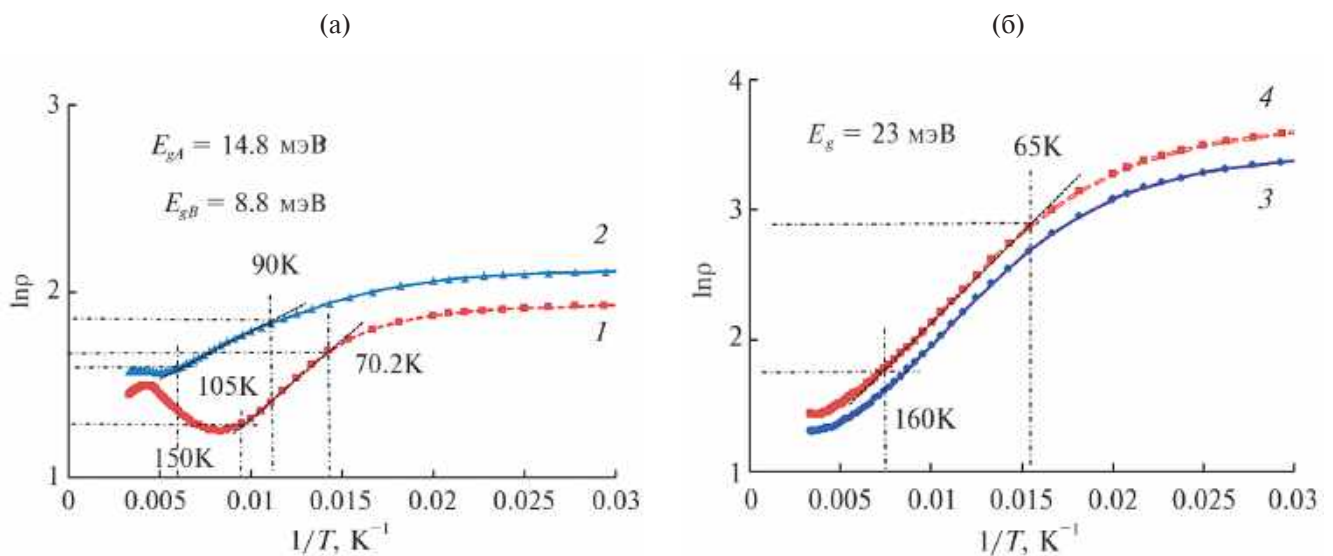 (а)
3
E_gA = 14.8 мэВ
E_gB = 8.8 мэВ
2
90K
2
lnρ
1
105K
70.2K
150K
1
0
0.005
0.01
0.015
0.02
0.025
0.03
1/T, K⁻¹
(б)
4
4
E_g = 23 мэВ
65K
3
3
lnρ
2
160K
1
0
0.005
0.01
0.015
0.02
0.025
0.03
1/T, K⁻¹